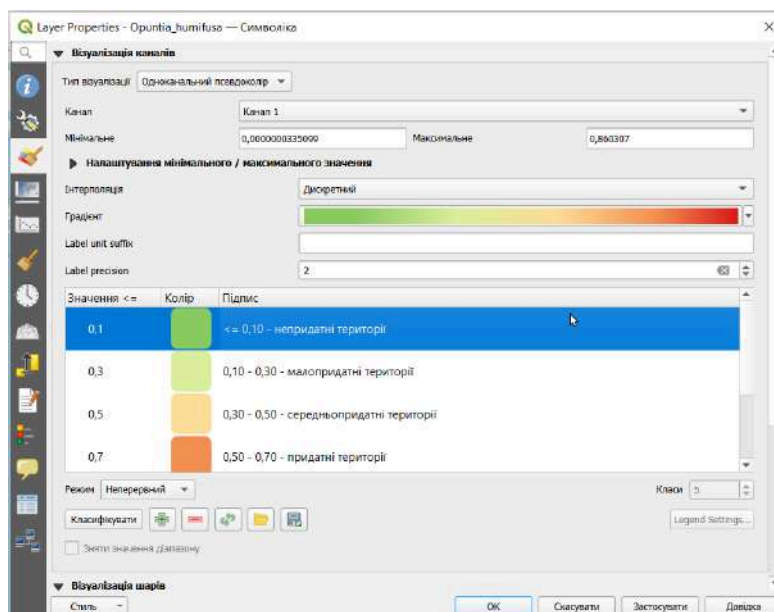 Layer Properties - Opuntia_humifusa — Символіка
Візуалізація каналів
Тип візуалізації Одноканальний псевдоколір
Канал Канал 1
Мінімальне 0,0000000335099 Максимальне 0,860307
Налаштування мінімального / максимального значення
Інтерполяція Дискретний
Градієнт
Label unit suffix
Label precision 2
Значення <= Колір Підпис
0,1 <= 0,10 - непридатні території
0,3 0,10 - 0,30 - малопридатні території
0,5 0,30 - 0,50 - середньопридатні території
0,7 0,50 - 0,70 - придатні території
Режим Неперервний Класи 5
Класифікувати Legend Settings...
Зняти значення діапазону
Візуалізація шарів
Стиль ОК Скасувати Застосувати Довідка